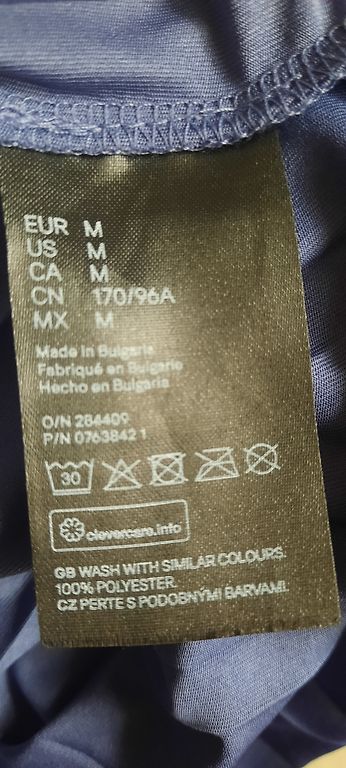 EUR M
US M
CA M
CN 170/96A
MX M
Made in Bulgaria
Fabriqué en Bulgarie
Hecho en Bulgaria
O/N 284409
P/N 0763842 1
30
clevercare.info
GB WASH WITH SIMILAR COLOURS.
100% POLYESTER.
CZ PERTE S PODOBNÝMI BARVAMI.